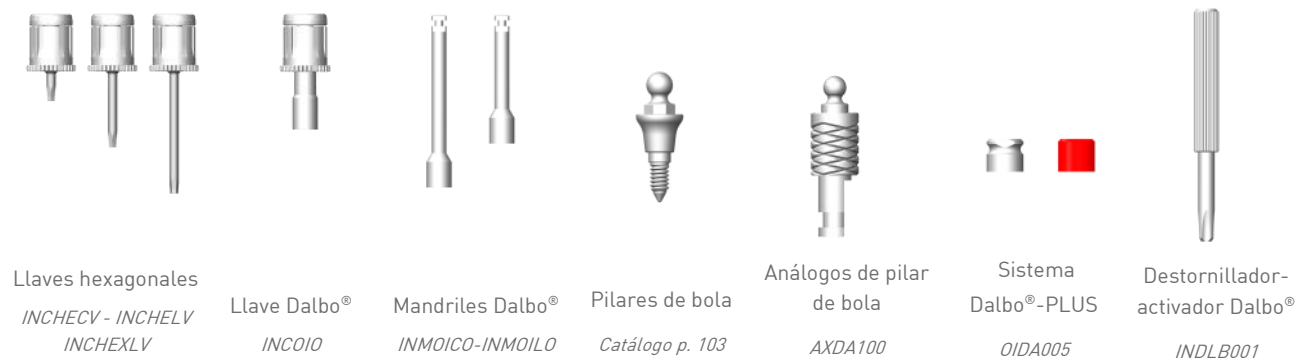 Llaves hexagonales
INCHECV - INCHELV
INCHEXLV
Llave Dalbo®
INCOIO
Mandriles Dalbo®
INMOICO-INMOILO
Pilares de bola
Catálogo p. 103
Análogos de pilar
de bola
AXDA100
Sistema
Dalbo®-PLUS
OIDA005
Destornillador-
activador Dalbo®
INDLB001